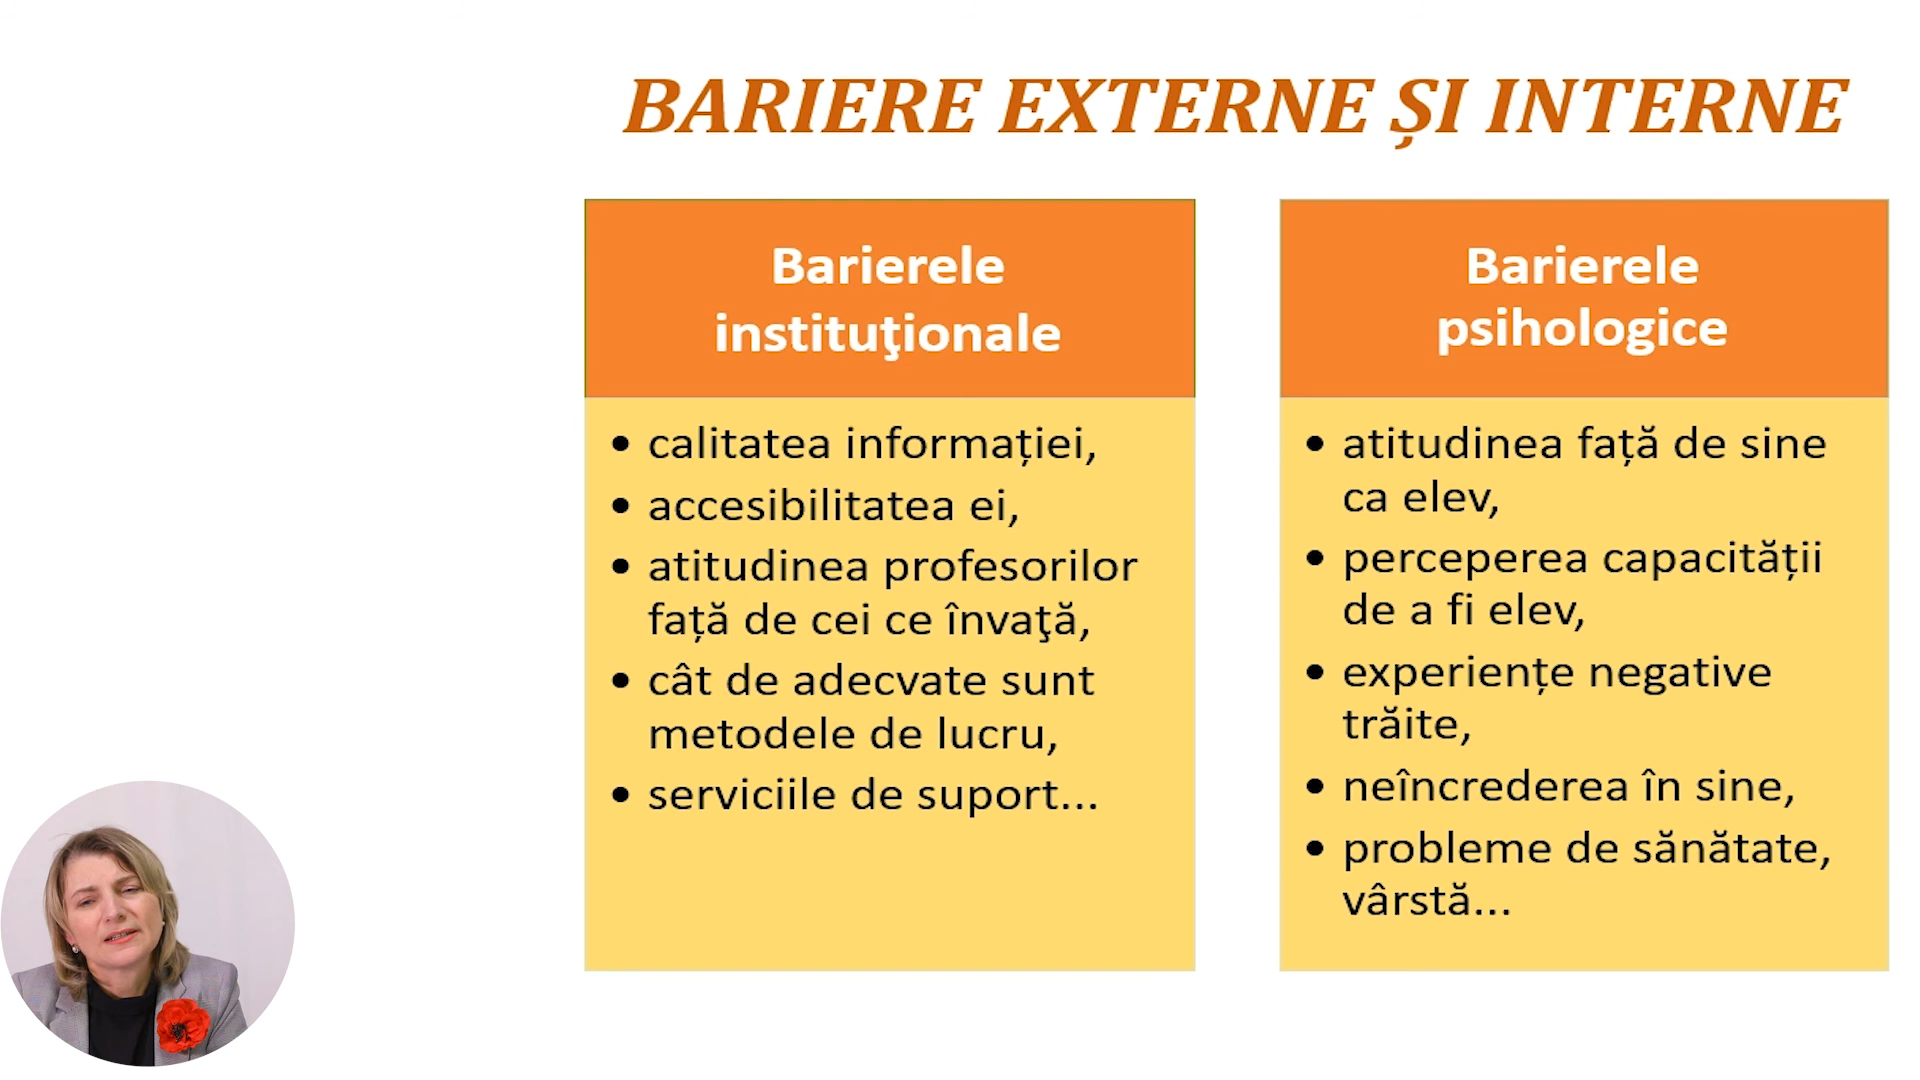 BARIERE EXTERNE ȘI INTERNE
Barierele
instituţionale
• calitatea informației,
• accesibilitatea ei,
• atitudinea profesorilor
față de cei ce învaţă,
• cât de adecvate sunt
metodele de lucru,
• serviciile de suport...
Barierele
psihologice
• atitudinea față de sine
ca elev,
• perceperea capacității
de a fi elev,
• experiențe negative
trăite,
• neîncrederea în sine,
• probleme de sănătate,
vârstă...